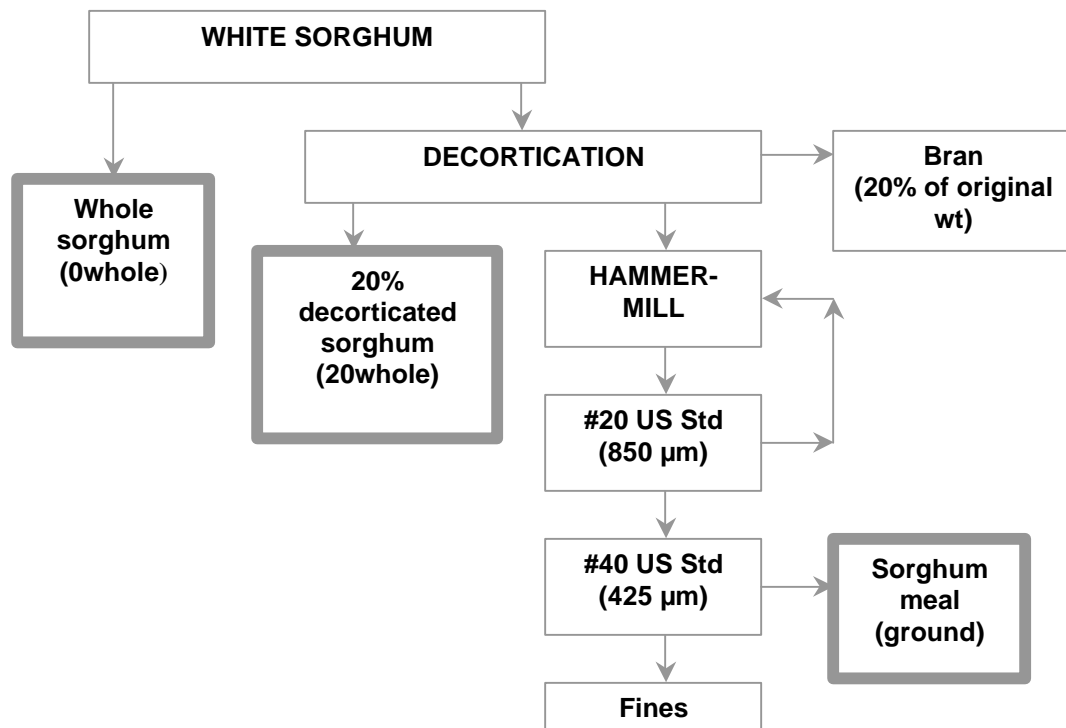 WHITE SORGHUM
DECORTICATION
Bran
(20% of original
wt)
Whole
sorghum
(0whole)
20%
decorticated
sorghum
(20whole)
HAMMER-
MILL
#20 US Std
(850 µm)
#40 US Std
(425 µm)
Sorghum
meal
(ground)
Fines